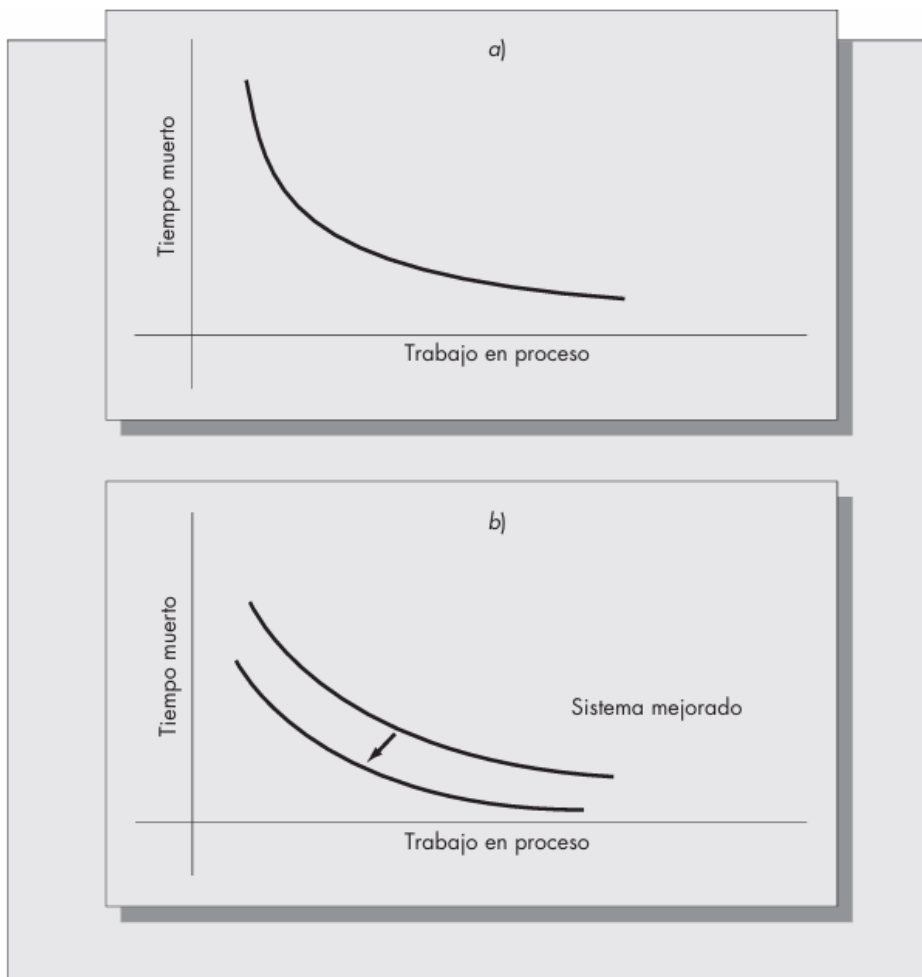 a)
Tiempo muerto
Trabajo en proceso
b)
Tiempo muerto
Sistema mejorado
Trabajo en proceso